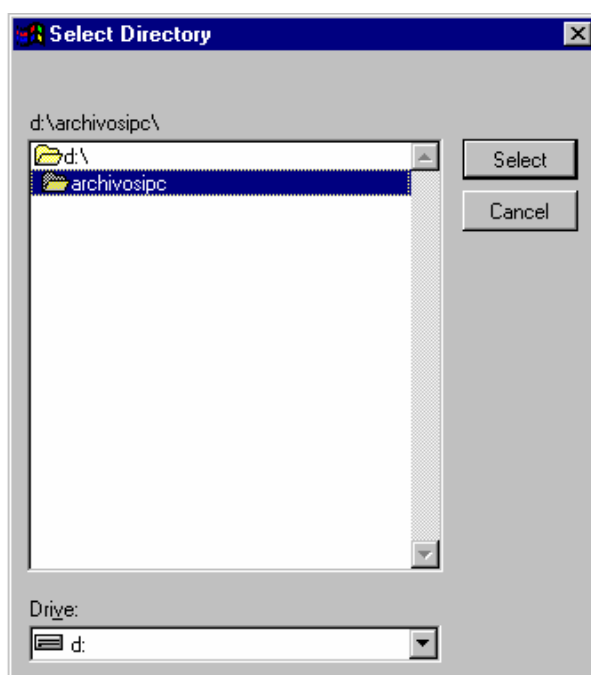 Select Directory
d:\archivosipc\
d:\
archivosipc
Select
Cancel
Drive:
d: